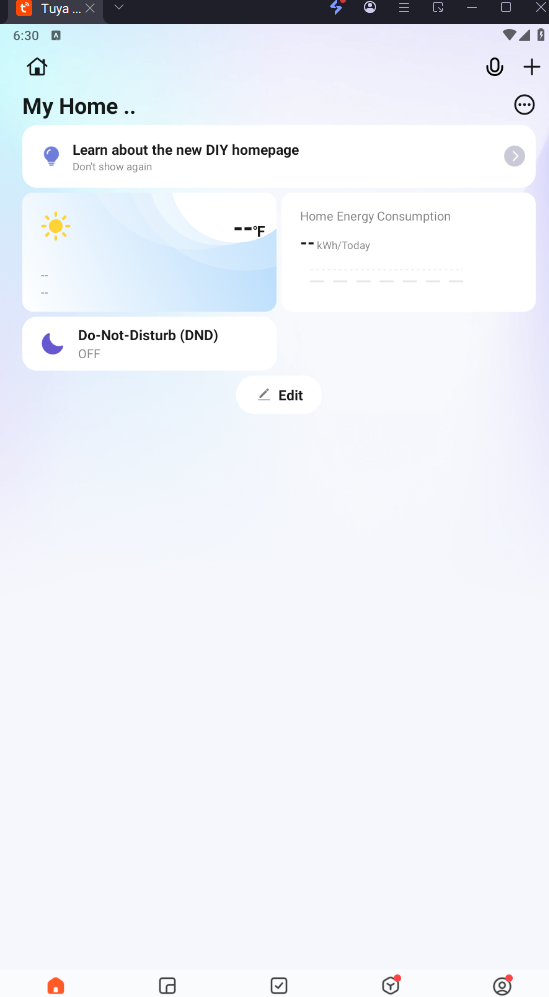 Tuya ...
6:30 A
My Home ..
Learn about the new DIY homepage
Don't show again
--°F
--
--
Home Energy Consumption
-- kWh/Today
Do-Not-Disturb (DND)
OFF
Edit